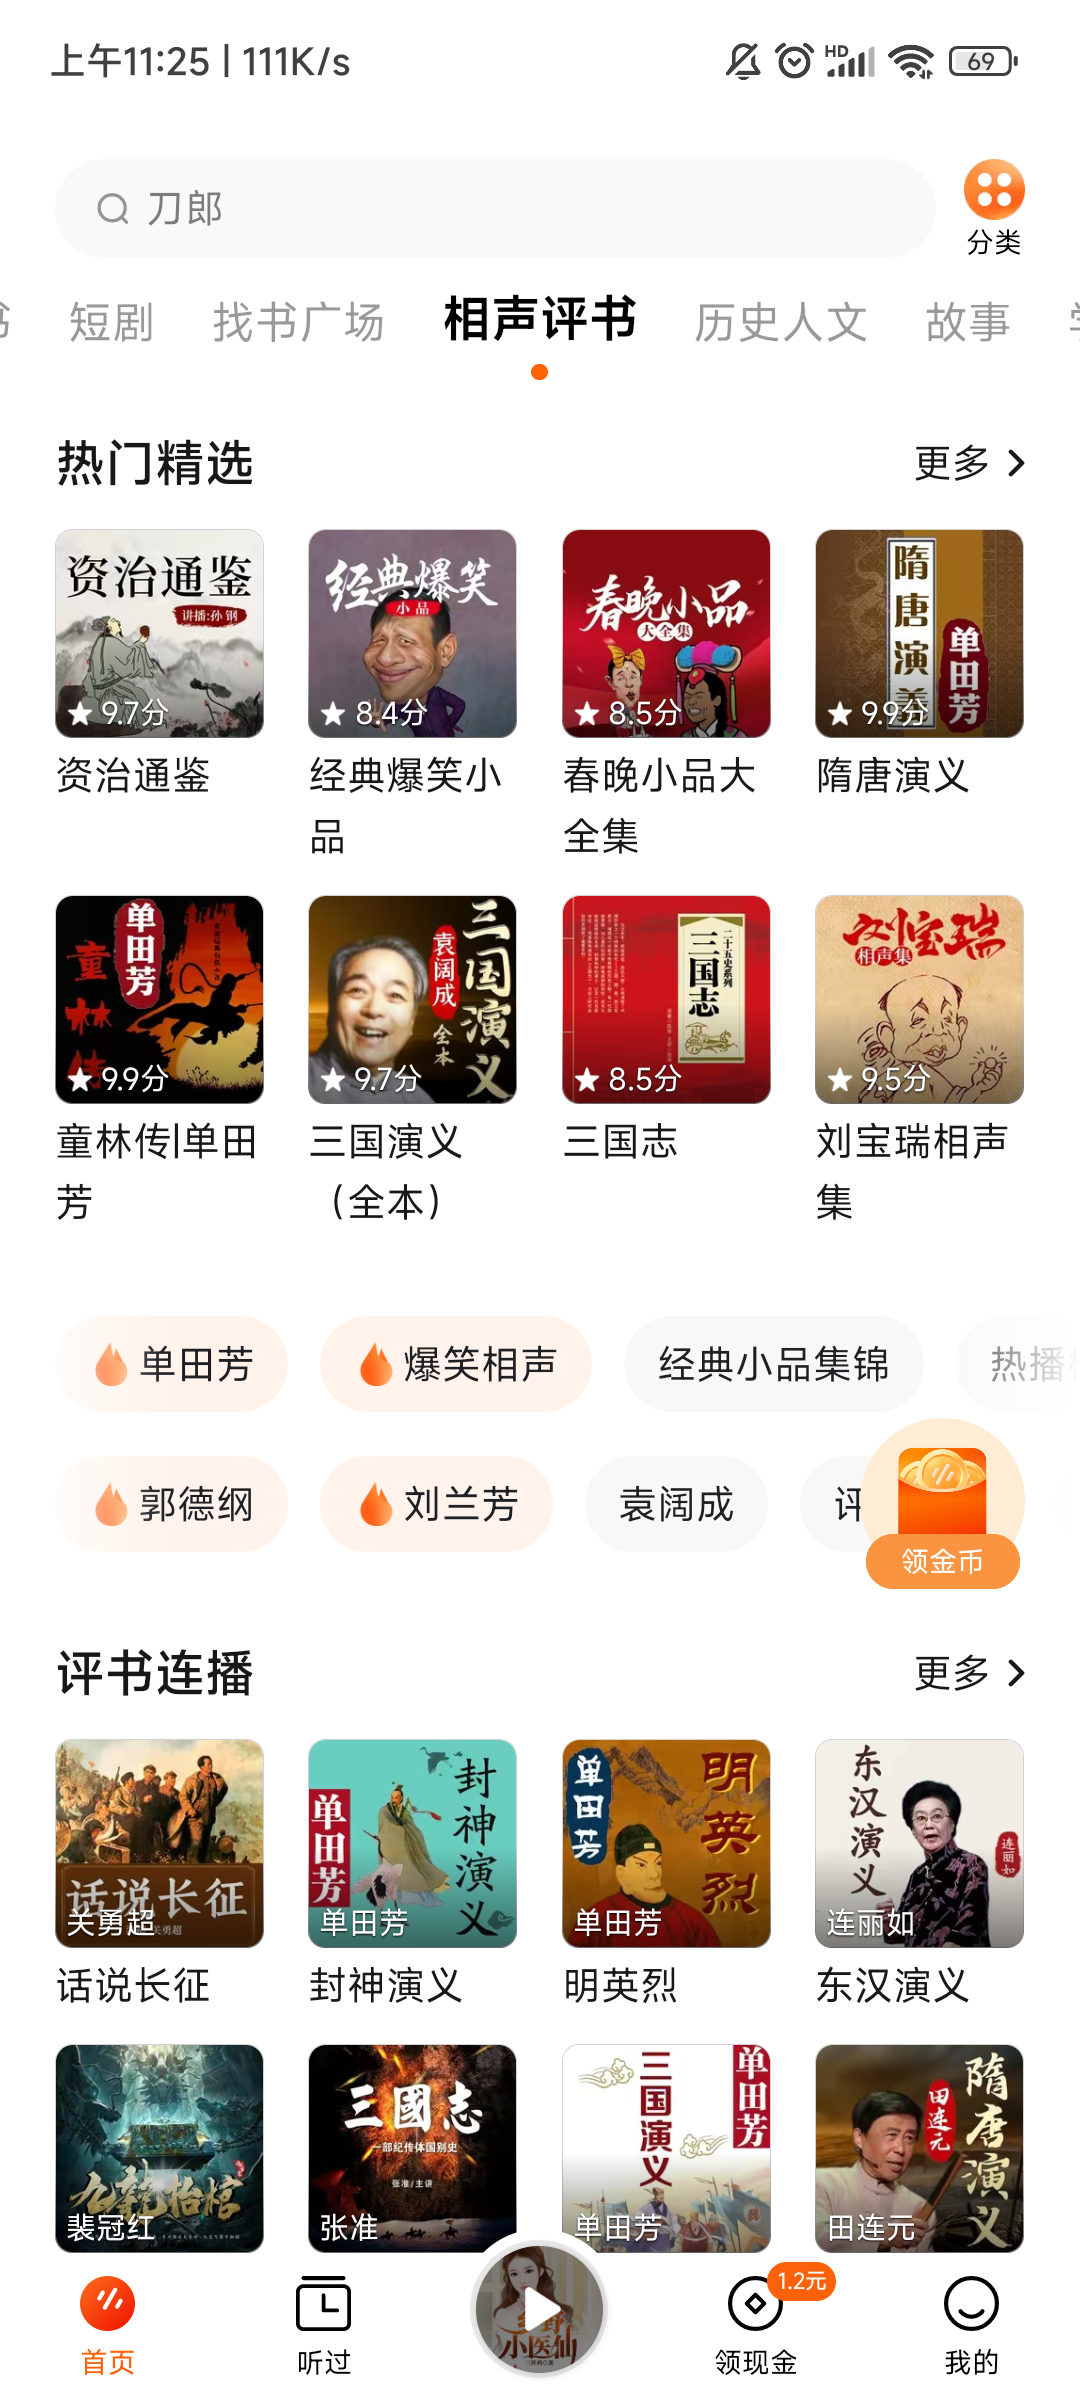 上午11:25 | 111K/s
HD
69
刀郎
分类
短剧
找书广场
相声评书
历史人文
故事
热门精选
更多
资治通鉴
讲播:孙钢
9.7分
经典爆笑
小品
8.4分
春晚小品
大全集
8.5分
隋唐演義
单田芳
9.9分
资治通鉴
经典爆笑小
品
春晚小品大
全集
隋唐演义
单田芳
童林传
9.9分
三国演义
袁阔成
全本
9.7分
二十五史系列
三国志
8.5分
刘宝瑞
相声集
9.5分
童林传|单田
芳
三国演义
（全本）
三国志
刘宝瑞相声
集
单田芳
爆笑相声
经典小品集锦
热播
郭德纲
刘兰芳
袁阔成
评
领金币
评书连播
更多
话说长征
关勇超
关勇超
封神演义
单田芳
单田芳
明英烈
单田芳
单田芳
东汉演义
连丽如
连丽如
话说长征
封神演义
明英烈
东汉演义
九龍抬棺
裴冠红
三國志
一部纪传体国别史
张准/主讲
张准
三国演义
单田芳
单田芳
隋唐演义
田连元
田连元
首页
听过
小医仙
1.2元
领现金
我的